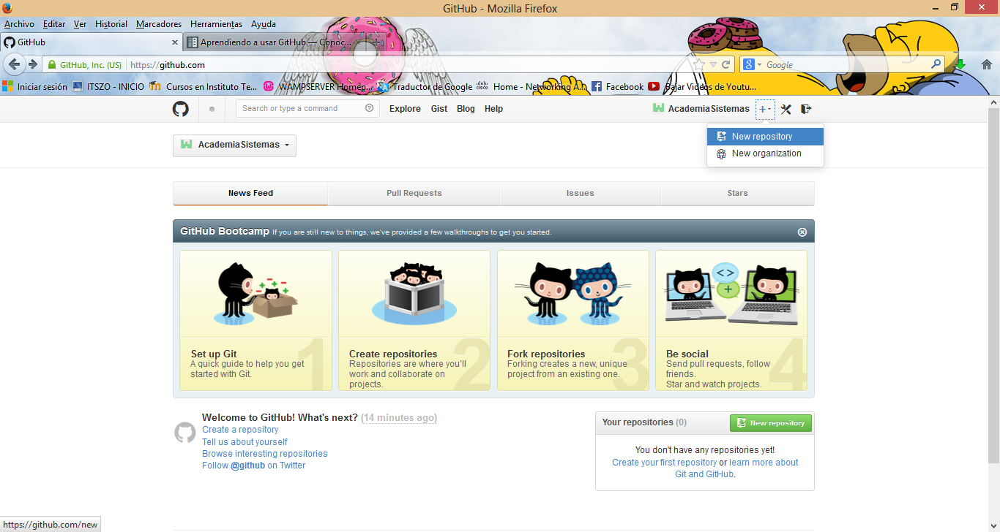 GitHub - Mozilla Firefox
Archivo Editar Ver Historial Marcadores Herramientas Ayuda
GitHub
Aprendiendo a usar GitHub — Conoc...
GitHub, Inc. (US) https://github.com
Google
Iniciar sesión ITSZO - INICIO Cursos en Instituto Te... WAMPSERVER Homep... Traductor de Google Home - Networking A... Facebook Bajar Videos de Youtu...
Search or type a command
Explore Gist Blog Help
AcademiaSistemas
New repository
New organization
AcademiaSistemas
News Feed Pull Requests Issues Stars
GitHub Bootcamp If you are still new to things, we've provided a few walkthroughs to get you started.
1
Set up Git
A quick guide to help you get
started with Git.
2
Create repositories
Repositories are where you'll
work and collaborate on
projects.
3
Fork repositories
Forking creates a new, unique
project from an existing one.
4
Be social
Send pull requests, follow
friends.
Star and watch projects.
Welcome to GitHub! What's next? (14 minutes ago)
Create a repository
Tell us about yourself
Browse interesting repositories
Follow @github on Twitter
Your repositories (0)
New repository
You don't have any repositories yet!
Create your first repository or learn more about
Git and GitHub.
https://github.com/new